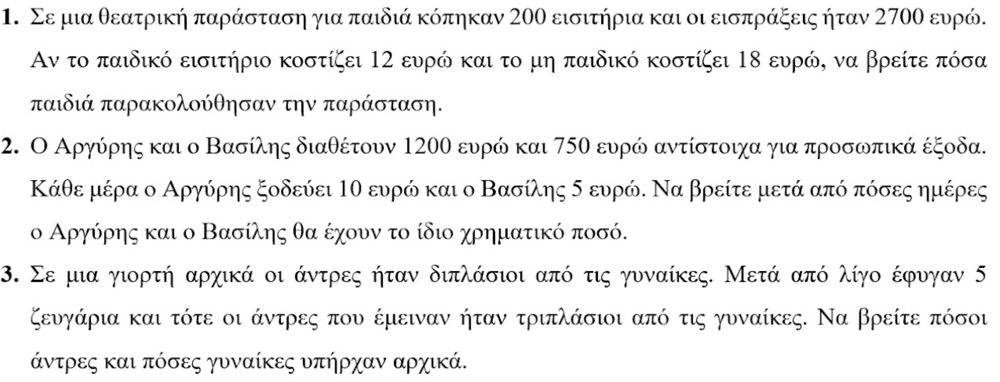 1. Σε μια θεατρική παράσταση για παιδιά κόπηκαν 200 εισιτήρια και οι εισπράξεις ήταν 2700 ευρώ.
Αν το παιδικό εισιτήριο κοστίζει 12 ευρώ και το μη παιδικό κοστίζει 18 ευρώ, να βρείτε πόσα
παιδιά παρακολούθησαν την παράσταση.
2. Ο Αργύρης και ο Βασίλης διαθέτουν 1200 ευρώ και 750 ευρώ αντίστοιχα για προσωπικά έξοδα.
Κάθε μέρα ο Αργύρης ξοδεύει 10 ευρώ και ο Βασίλης 5 ευρώ. Να βρείτε μετά από πόσες ημέρες
ο Αργύρης και ο Βασίλης θα έχουν το ίδιο χρηματικό ποσό.
3. Σε μια γιορτή αρχικά οι άντρες ήταν διπλάσιοι από τις γυναίκες. Μετά από λίγο έφυγαν 5
ζευγάρια και τότε οι άντρες που έμειναν ήταν τριπλάσιοι από τις γυναίκες. Να βρείτε πόσοι
άντρες και πόσες γυναίκες υπήρχαν αρχικά.